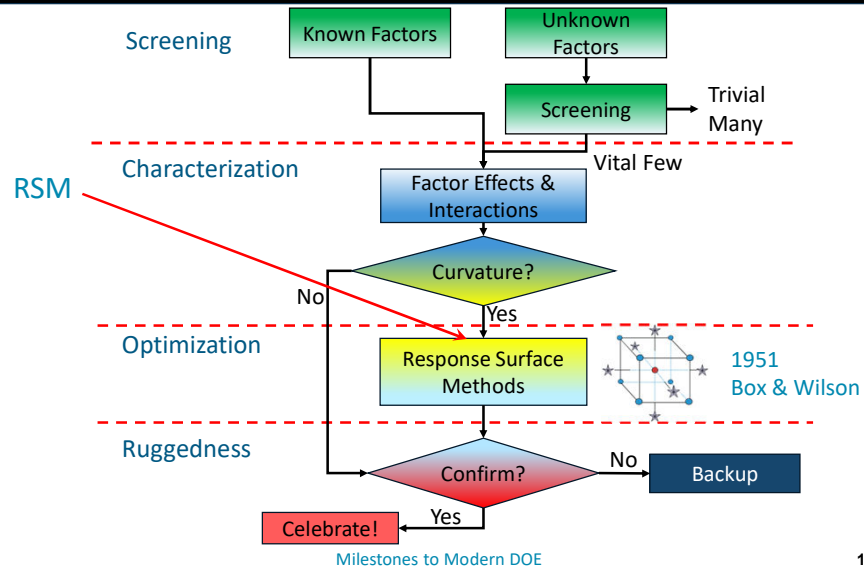 Screening
Known Factors
Unknown
Factors
Screening
Trivial
Many
Vital Few
Characterization
RSM
Factor Effects &
Interactions
Curvature?
No
Yes
Optimization
Response Surface
Methods
1951
Box & Wilson
Ruggedness
Confirm?
No
Backup
Yes
Celebrate!
Milestones to Modern DOE
1